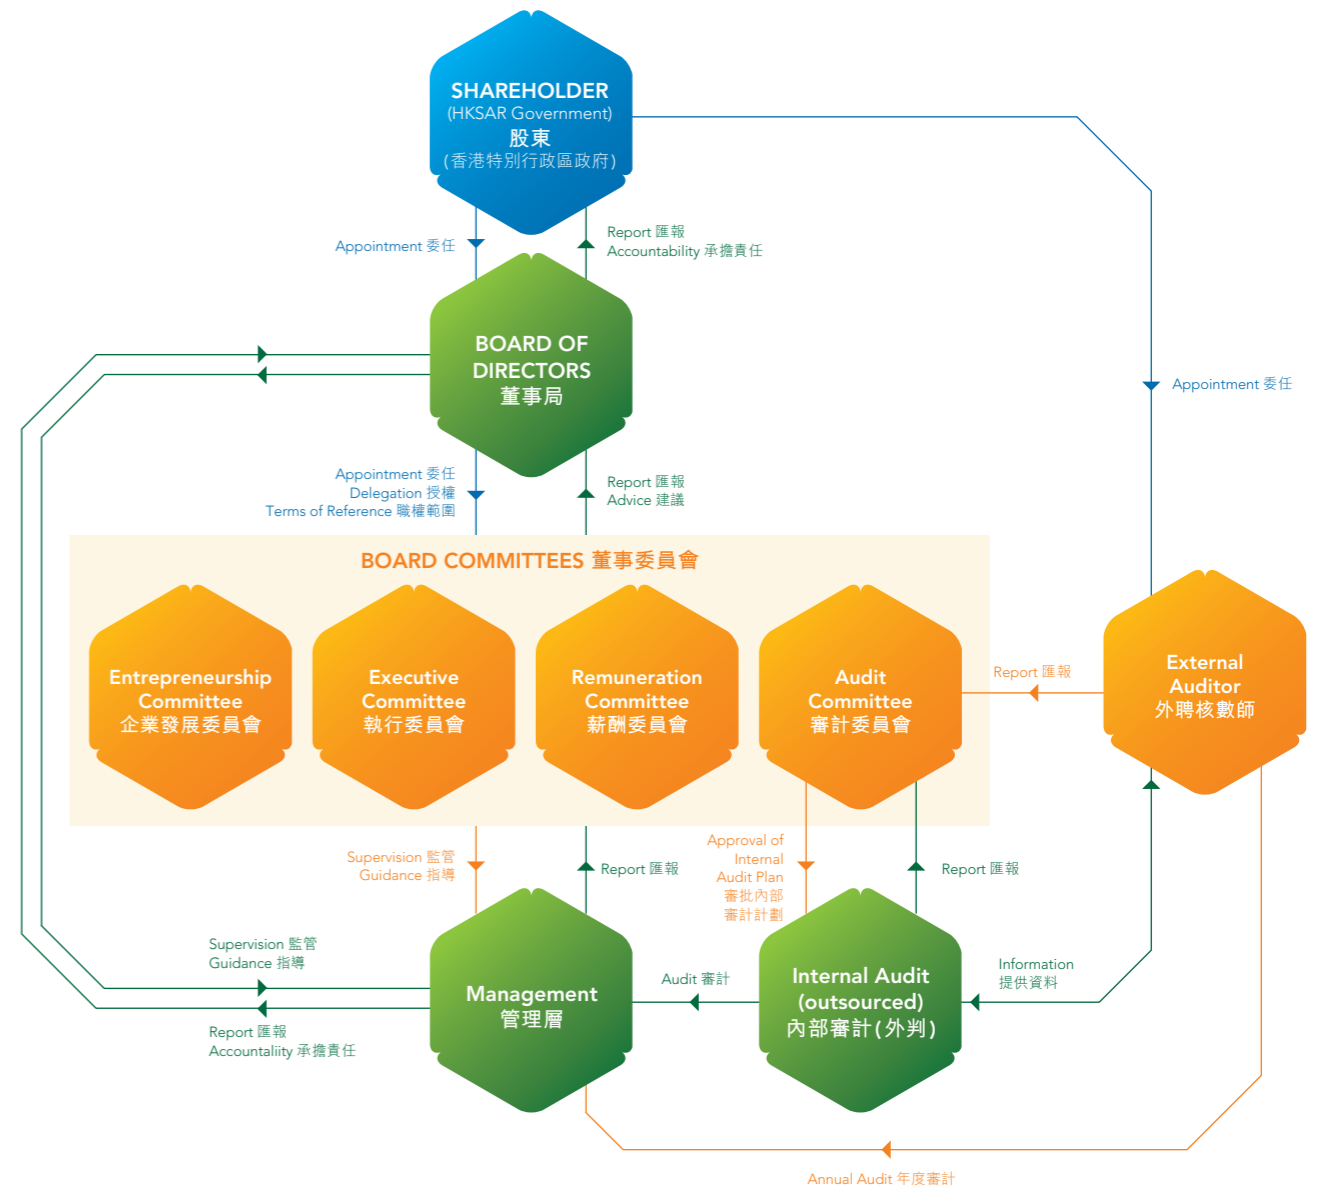 SHAREHOLDER
(HKSAR Government)
股東
(香港特別行政區政府)
Appointment 委任
Report 匯報
Accountability 承擔責任
BOARD OF
DIRECTORS
董事局
Appointment 委任
Appointment 委任
Delegation 授權
Terms of Reference 職權範圍
Report 匯報
Advice 建議
BOARD COMMITTEES 董事委員會
Entrepreneurship
Committee
企業發展委員會
Executive
Committee
執行委員會
Remuneration
Committee
薪酬委員會
Audit
Committee
審計委員會
Report 匯報
External
Auditor
外聘核數師
Supervision 監管
Guidance 指導
Report 匯報
Approval of
Internal
Audit Plan
審批內部
審計計劃
Report 匯報
Supervision 監管
Guidance 指導
Management
管理層
Audit 審計
Internal Audit
(outsourced)
內部審計(外判)
Information
提供資料
Report 匯報
Accountaliity 承擔責任
Annual Audit 年度審計